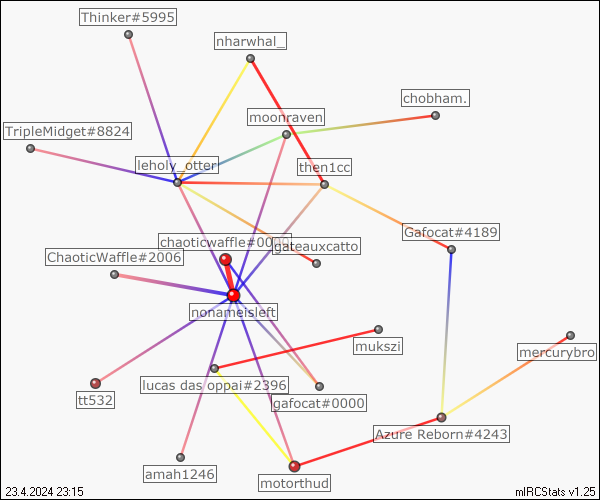 Thinker#5995
nharwhal_
chobham.
moonraven
TripleMidget#8824
leholy_otter
then1cc
Gafocat#4189
chaoticwaffle#0
gateauxcatto
ChaoticWaffle#2006
nonameisleft
mukszi
mercurybro
lucas das oppai#2396
tt532
gafocat#0000
Azure Reborn#4243
amah1246
motorthud
23.4.2024 23:15
mIRCStats v1.25